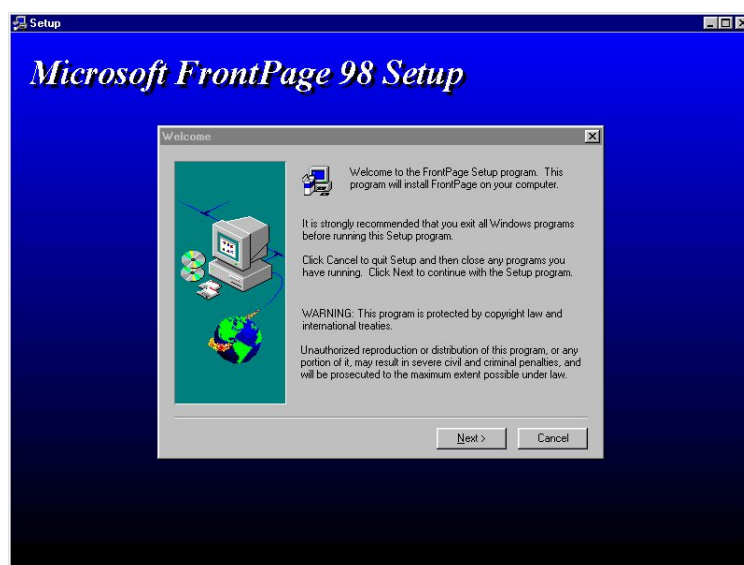 Setup
Microsoft FrontPage 98 Setup
Welcome
Welcome to the FrontPage Setup program. This
program will install FrontPage on your computer.
It is strongly recommended that you exit all Windows programs
before running this Setup program.
Click Cancel to quit Setup and then close any programs you
have running. Click Next to continue with the Setup program.
WARNING: This program is protected by copyright law and
international treaties.
Unauthorized reproduction or distribution of this program, or any
portion of it, may result in severe civil and criminal penalties, and
will be prosecuted to the maximum extent possible under law.
Next >
Cancel